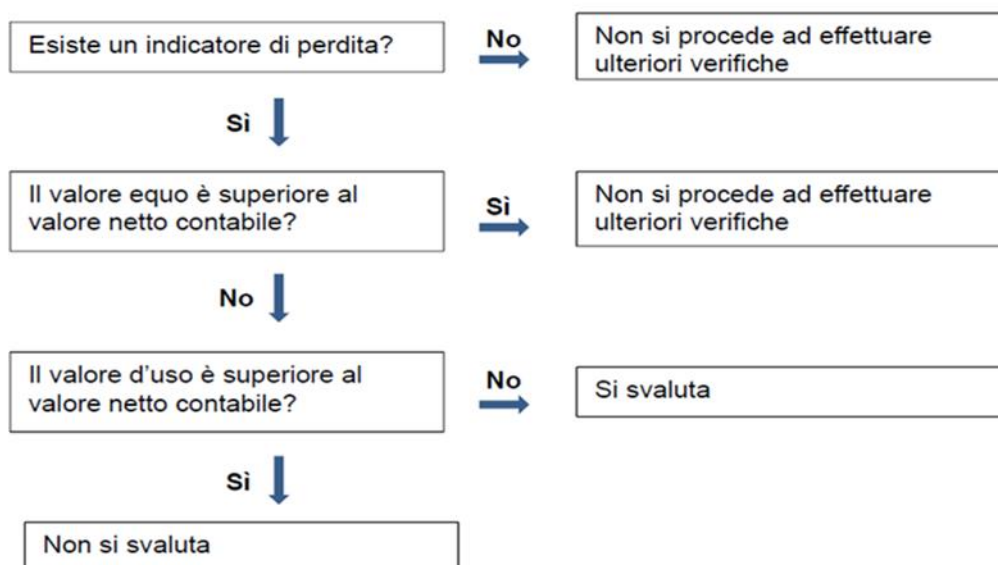 Esiste un indicatore di perdita?
No
Non si procede ad effettuare
ulteriori verifiche
Sì
Il valore equo è superiore al
valore netto contabile?
Sì
Non si procede ad effettuare
ulteriori verifiche
No
Il valore d'uso è superiore al
valore netto contabile?
No
Si svaluta
Sì
Non si svaluta